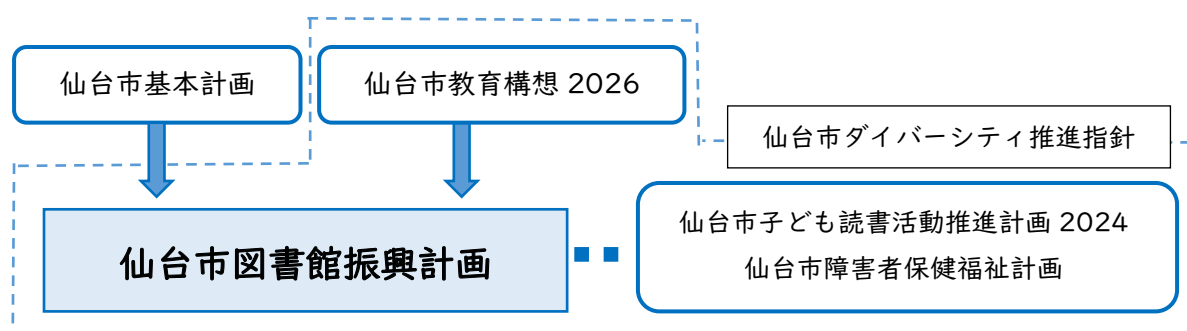 仙台市基本計画
仙台市教育構想 2026
仙台市ダイバーシティ推進指針
仙台市図書館振興計画
仙台市子ども読書活動推進計画 2024
仙台市障害者保健福祉計画